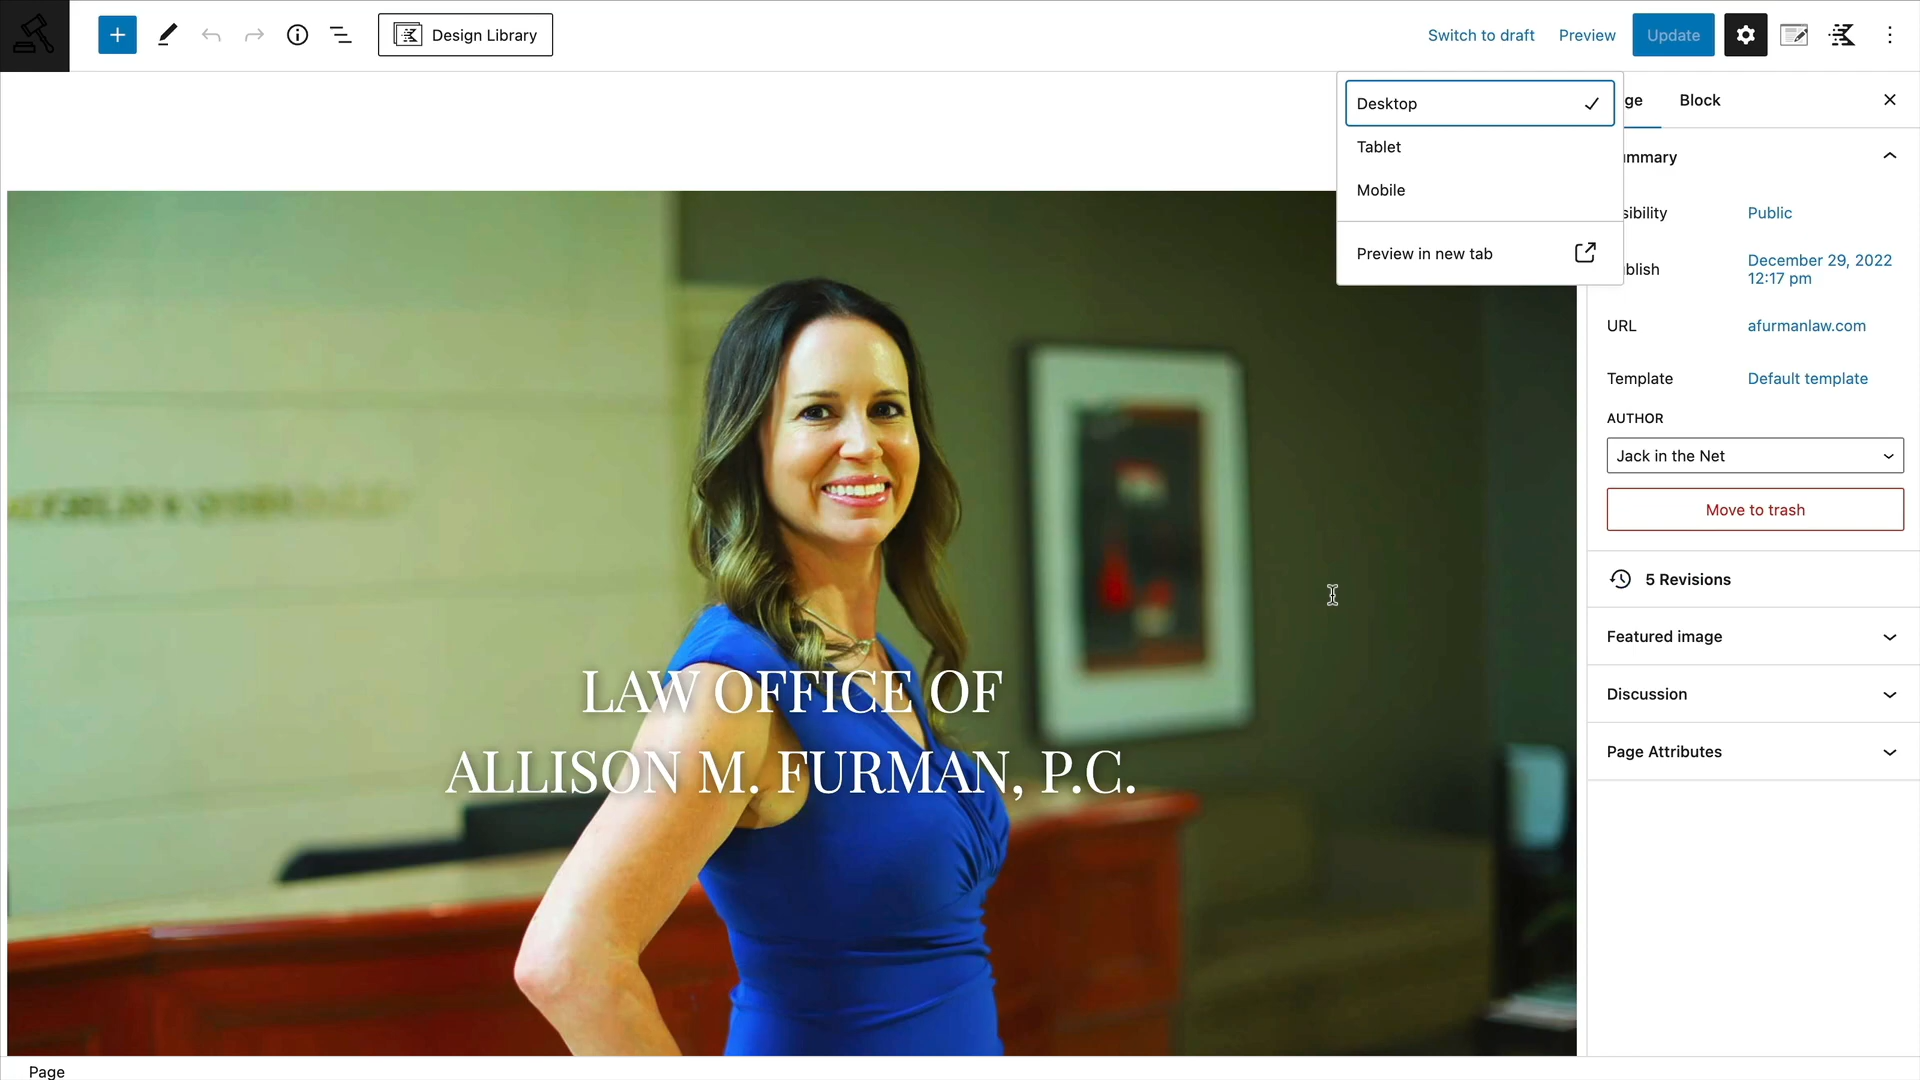 Design Library
Switch to draft
Preview
Update
Desktop
Tablet
Mobile
Preview in new tab
ge
Block
mmary
sibility
Public
blish
December 29, 2022
12:17 pm
URL
afurmanlaw.com
Template
Default template
AUTHOR
Jack in the Net
Move to trash
5 Revisions
Featured image
Discussion
Page Attributes
LAW OFFICE OF
ALLISON M. FURMAN, P.C.
Page